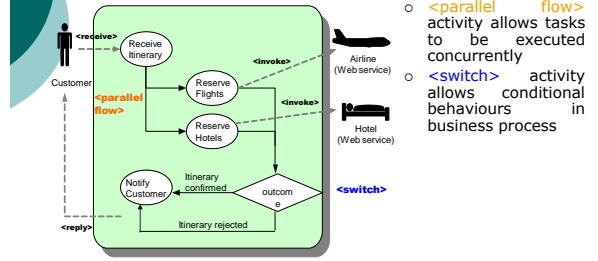 <receive>
Receive
Itinerary
<invoke>
Airline
(Web service)
Customer
<parallel
flow>
Reserve
Flights
<invoke>
Reserve
Hotels
Hotel
(Web service)
Notify
Customer
Itinerary
confirmed
outcom
e
<switch>
Itinerary rejected
<reply>
○ <parallel flow>
activity allows tasks
to be executed
concurrently
○ <switch> activity
allows conditional
behaviours in
business process